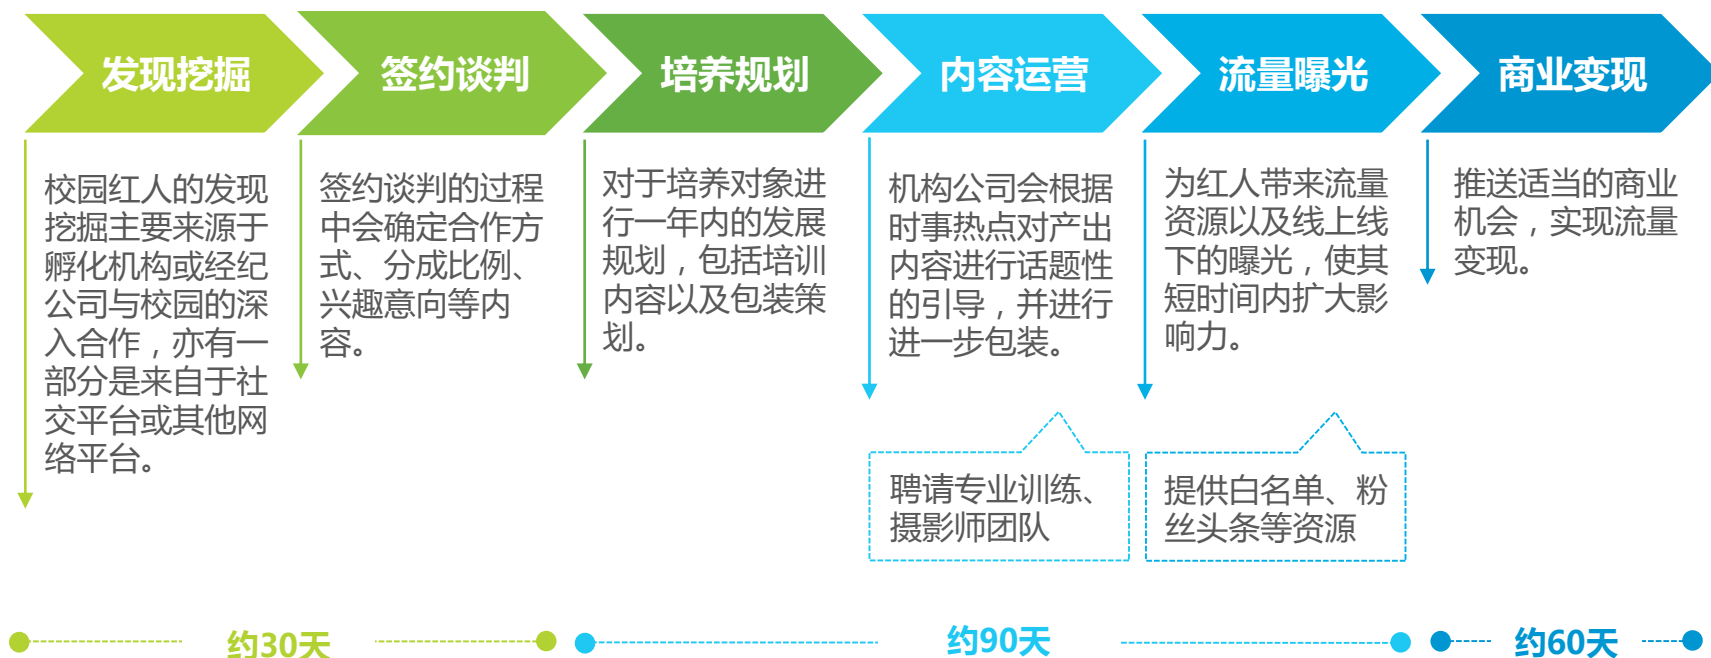 发现挖掘
签约谈判
培养规划
内容运营
流量曝光
商业变现
校园红人的发现
挖掘主要来源于
孵化机构或经纪
公司与校园的深
入合作，亦有一
部分是来自于社
交平台或其他网
络平台。
签约谈判的过程
中会确定合作方
式、分成比例、
兴趣意向等内
容。
对于培养对象进
行一年内的发展
规划，包括培训
内容以及包装策
划。
机构公司会根据
时事热点对产出
内容进行话题性
的引导，并进行
进一步包装。
为红人带来流量
资源以及线上线
下的曝光，使其
短时间内扩大影
响力。
推送适当的商业
机会，实现流量
变现。
聘请专业训练、
摄影师团队
提供白名单、粉
丝头条等资源
约30天
约90天
约60天